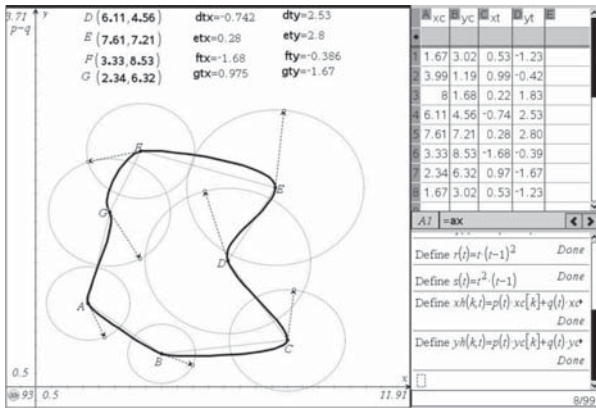 3.71 y D (6.11,4.56) dtx=-0.742 dty=2.53
p-q E (7.61,7.21) etx=0.28 ety=2.8
F (3.33,8.53) ftx=-1.68 fty=-0.386
G (2.34,6.32) gtx=0.975 gty=-1.67
F
E
G
D
A
C
B
0.5 x
93 0.5 11.91
A xc B yc C xt D yt E
1 1.67 3.02 0.53 -1.23
2 3.99 1.19 0.99 -0.42
3 8 1.68 0.22 1.83
4 6.11 4.56 -0.74 2.53
5 7.61 7.21 0.28 2.80
6 3.33 8.53 -1.68 -0.39
7 2.34 6.32 0.97 -1.67
8 1.67 3.02 0.53 -1.23
A1 =ax
Define r(t)=t·(t-1)² Done
Define s(t)=t²·(t-1) Done
Define xh(k,t)=p(t)·xc[k]+q(t)·xc
Done
Define yh(k,t)=p(t)·yc[k]+q(t)·yc
Done
8/99